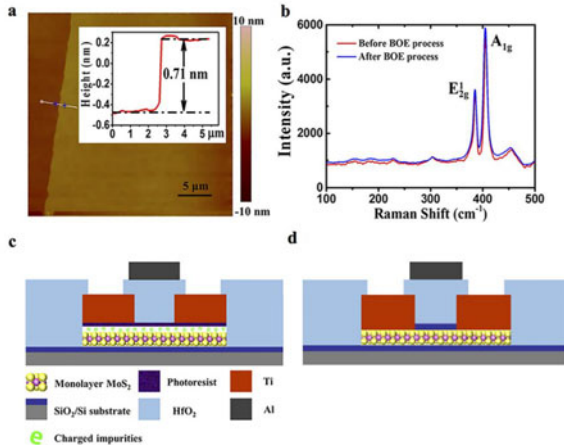 a
10 nm
-10 nm
Height (nm)
0.4
0.2
0.0
-0.2
-0.4
-0.6
0.71 nm
0 1 2 3 4 5 μm
5 μm
b
Before BOE process
After BOE process
A1g
E12g
Intensity (a.u.)
6000
4000
2000
0
100 200 300 400 500
Raman Shift (cm-1)
c
d
Monolayer MoS2
Photoresist
Ti
SiO2/Si substrate
HfO2
Al
e Charged impurities